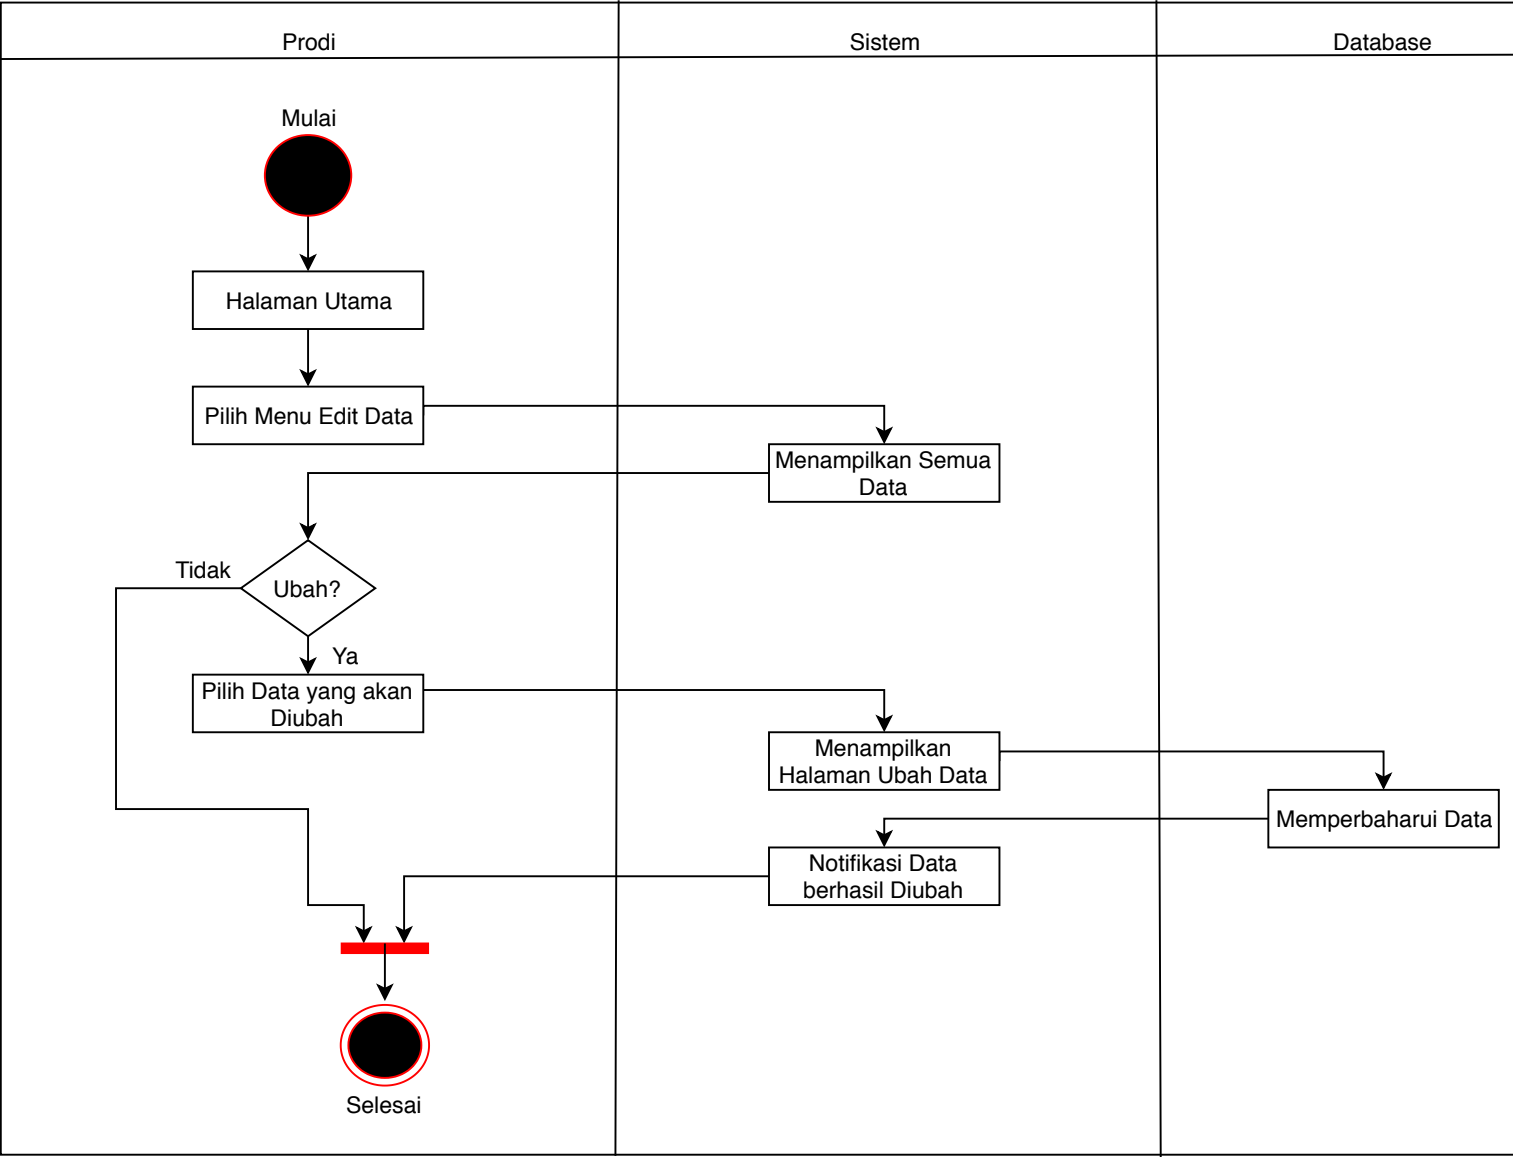 Prodi
Sistem
Database
Mulai
Halaman Utama
Pilih Menu Edit Data
Menampilkan Semua
Data
Tidak
Ubah?
Ya
Pilih Data yang akan
Diubah
Menampilkan
Halaman Ubah Data
Memperbaharui Data
Notifikasi Data
berhasil Diubah
Selesai